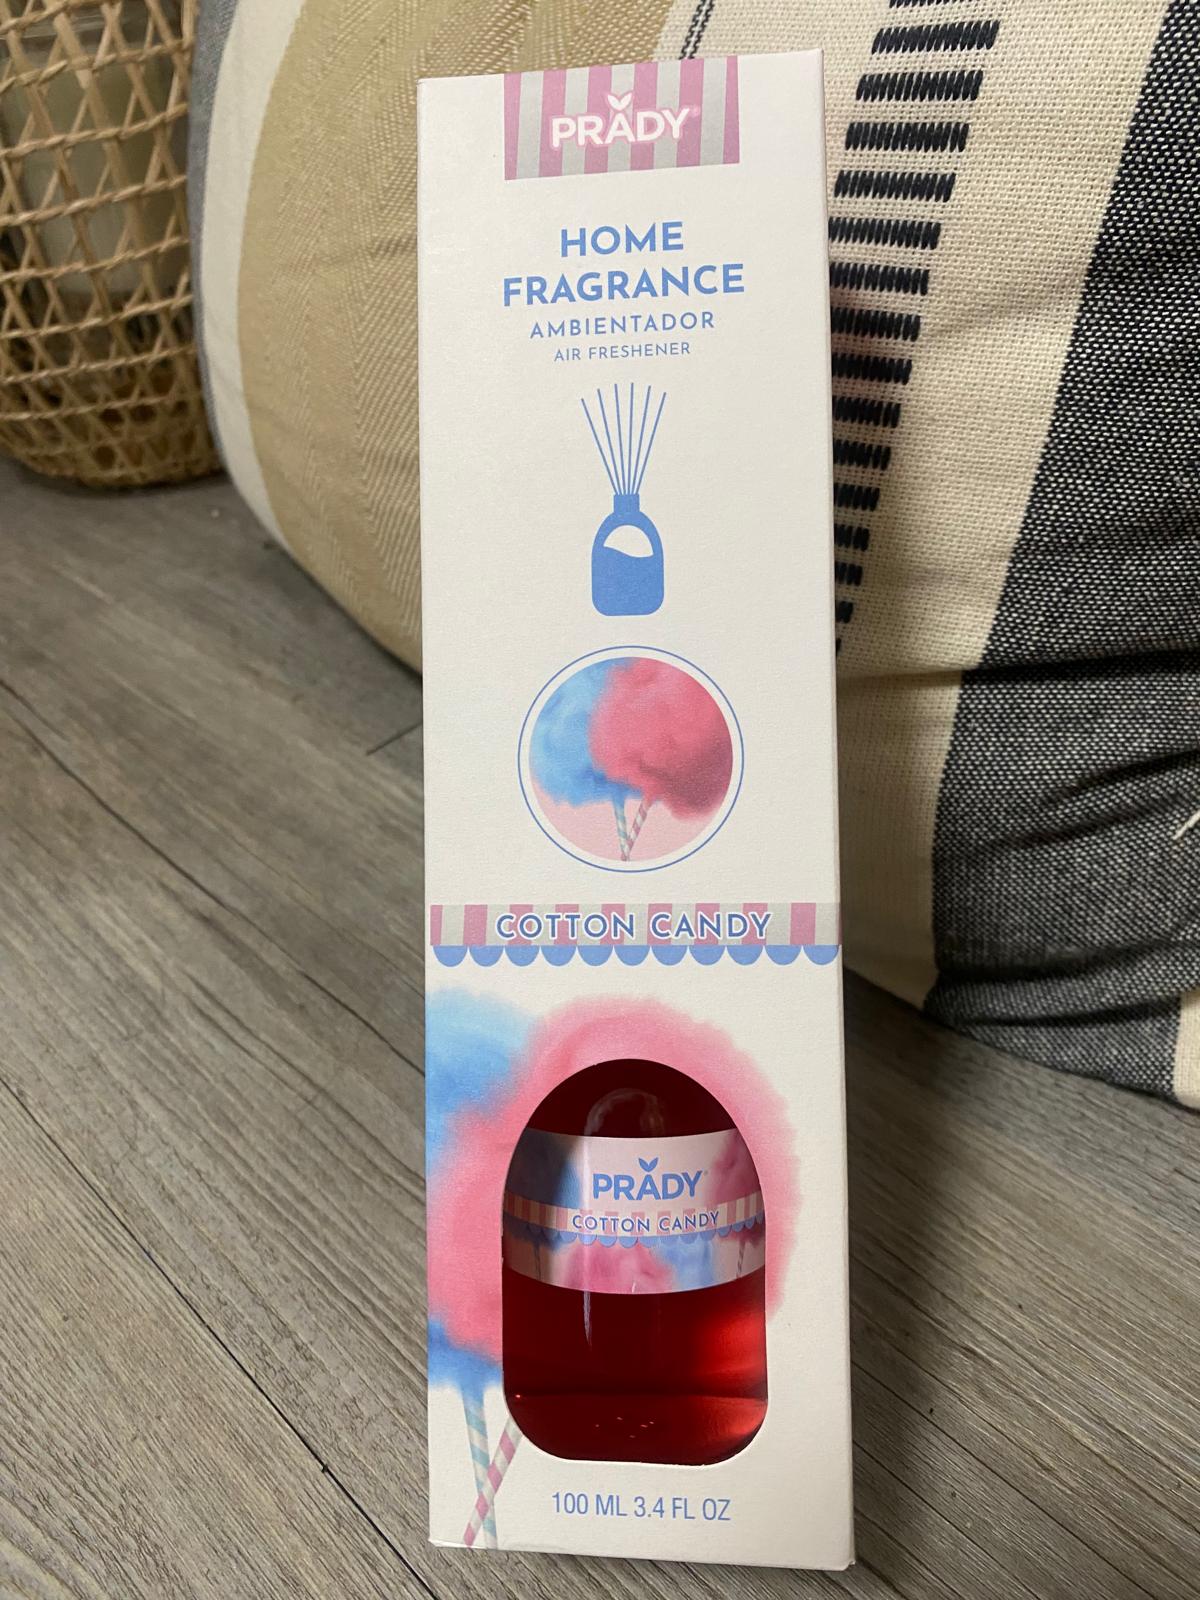 PRADY®
HOME
FRAGRANCE
AMBIENTADOR
AIR FRESHENER
COTTON CANDY
PRADY®
COTTON CANDY
100 ML 3.4 FL OZ